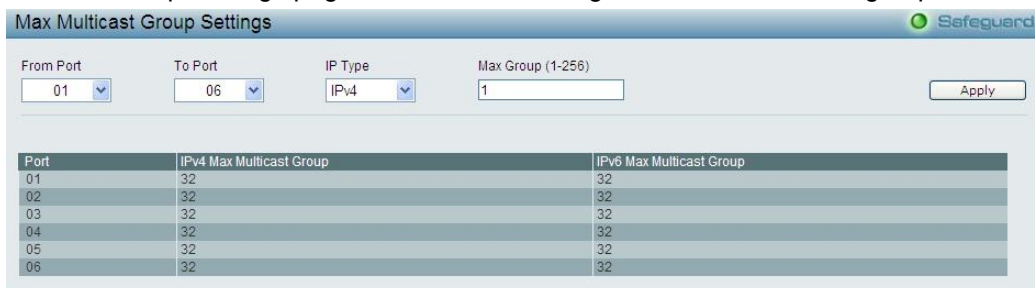 Max Multicast Group Settings
Safeguard
From Port To Port IP Type Max Group (1-256)
01 06 IPv4 1 Apply
Port IPv4 Max Multicast Group IPv6 Max Multicast Group
01 32 32
02 32 32
03 32 32
04 32 32
05 32 32
06 32 32